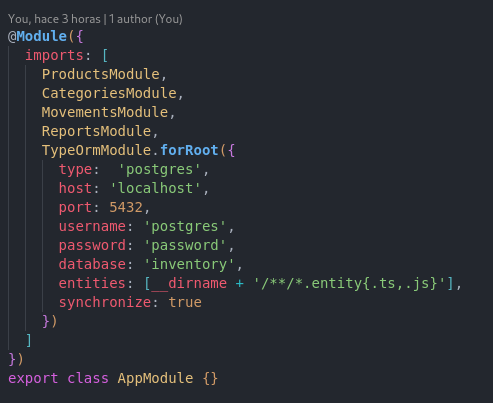 You, hace 3 horas | 1 author (You)
@Module({
  imports: [
    ProductsModule,
    CategoriesModule,
    MovementsModule,
    ReportsModule,
    TypeOrmModule.forRoot({
      type:  'postgres',
      host: 'localhost',
      port: 5432,
      username: 'postgres',
      password: 'password',
      database: 'inventory',
      entities: [__dirname + '/**/*.entity{.ts,.js}'],
      synchronize: true
    })
  ]
})
export class AppModule {}